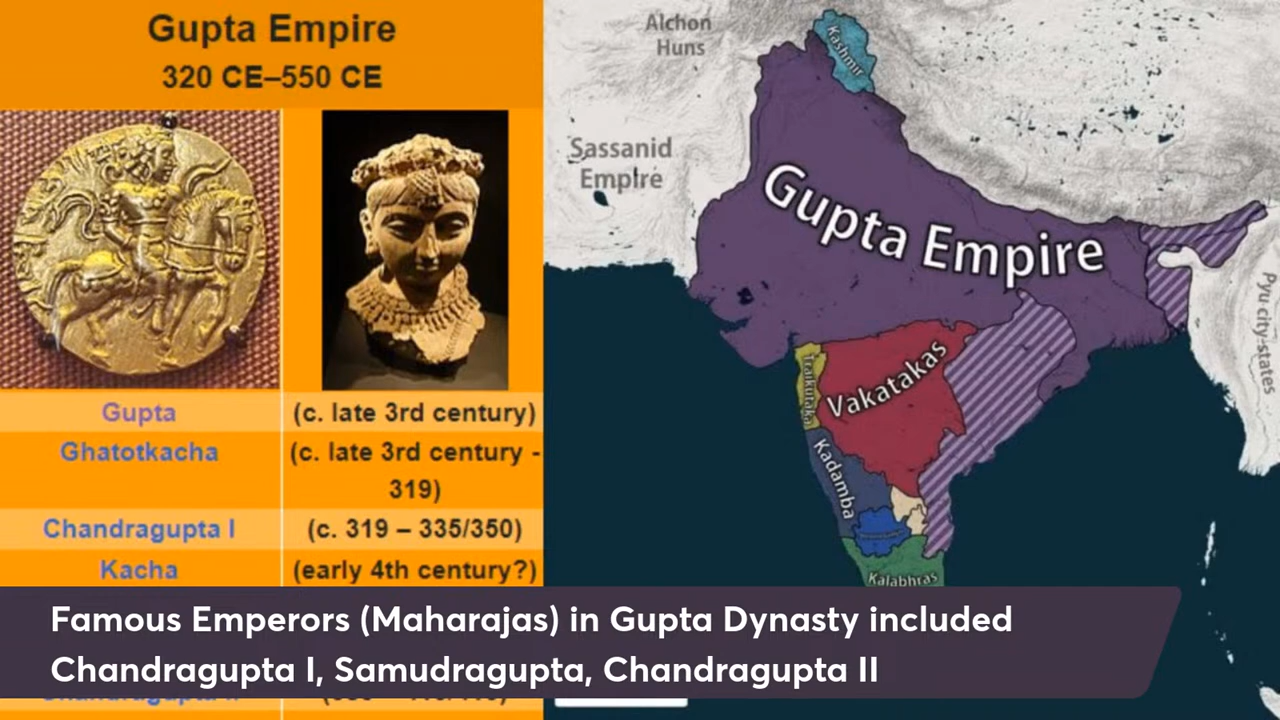 Gupta Empire
320 CE–550 CE
Gupta (c. late 3rd century)
Ghatotkacha (c. late 3rd century -
319)
Chandragupta I (c. 319 – 335/350)
Kacha (early 4th century?)
Alchon
Huns
Kashmir
Sassanid
Empire
Gupta Empire
Pyu city-states
Traikutaka
Vakatakas
Kadamba
Kalabhras
Famous Emperors (Maharajas) in Gupta Dynasty included
Chandragupta I, Samudragupta, Chandragupta II